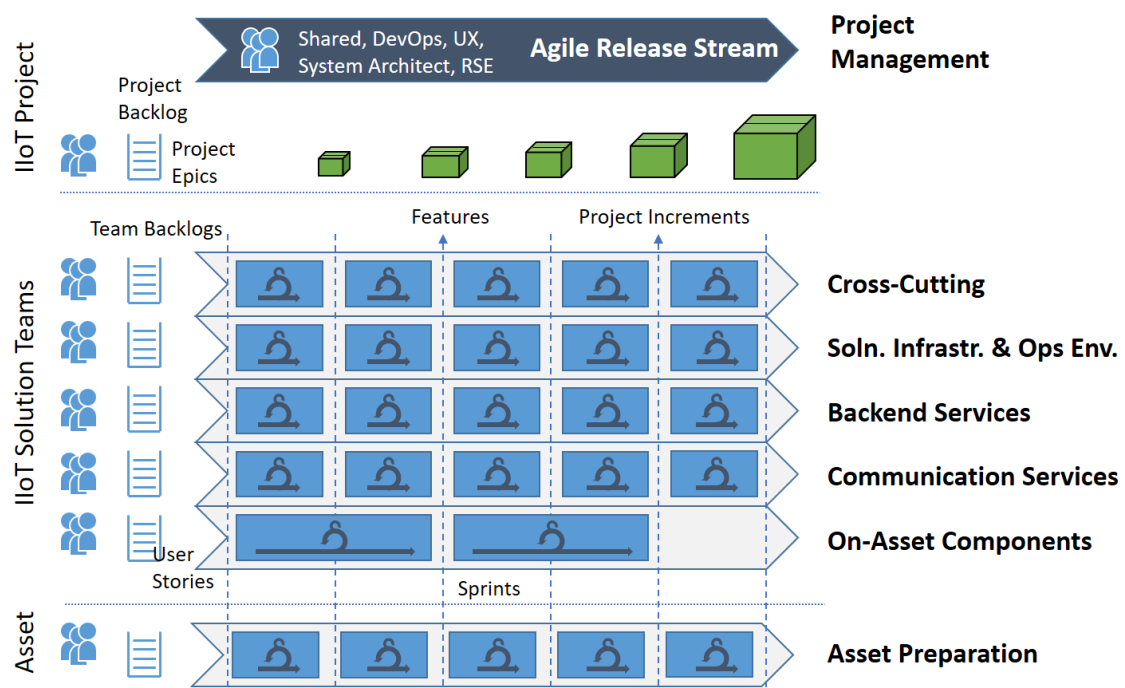 IIoT Project
Shared, DevOps, UX,
System Architect, RSE
Agile Release Stream
Project
Management
Project
Backlog
Project
Epics
IIoT Solution Teams
Team Backlogs
Features
Project Increments
Cross-Cutting
Soln. Infrastr. & Ops Env.
Backend Services
Communication Services
On-Asset Components
User
Stories
Sprints
Asset
Asset Preparation